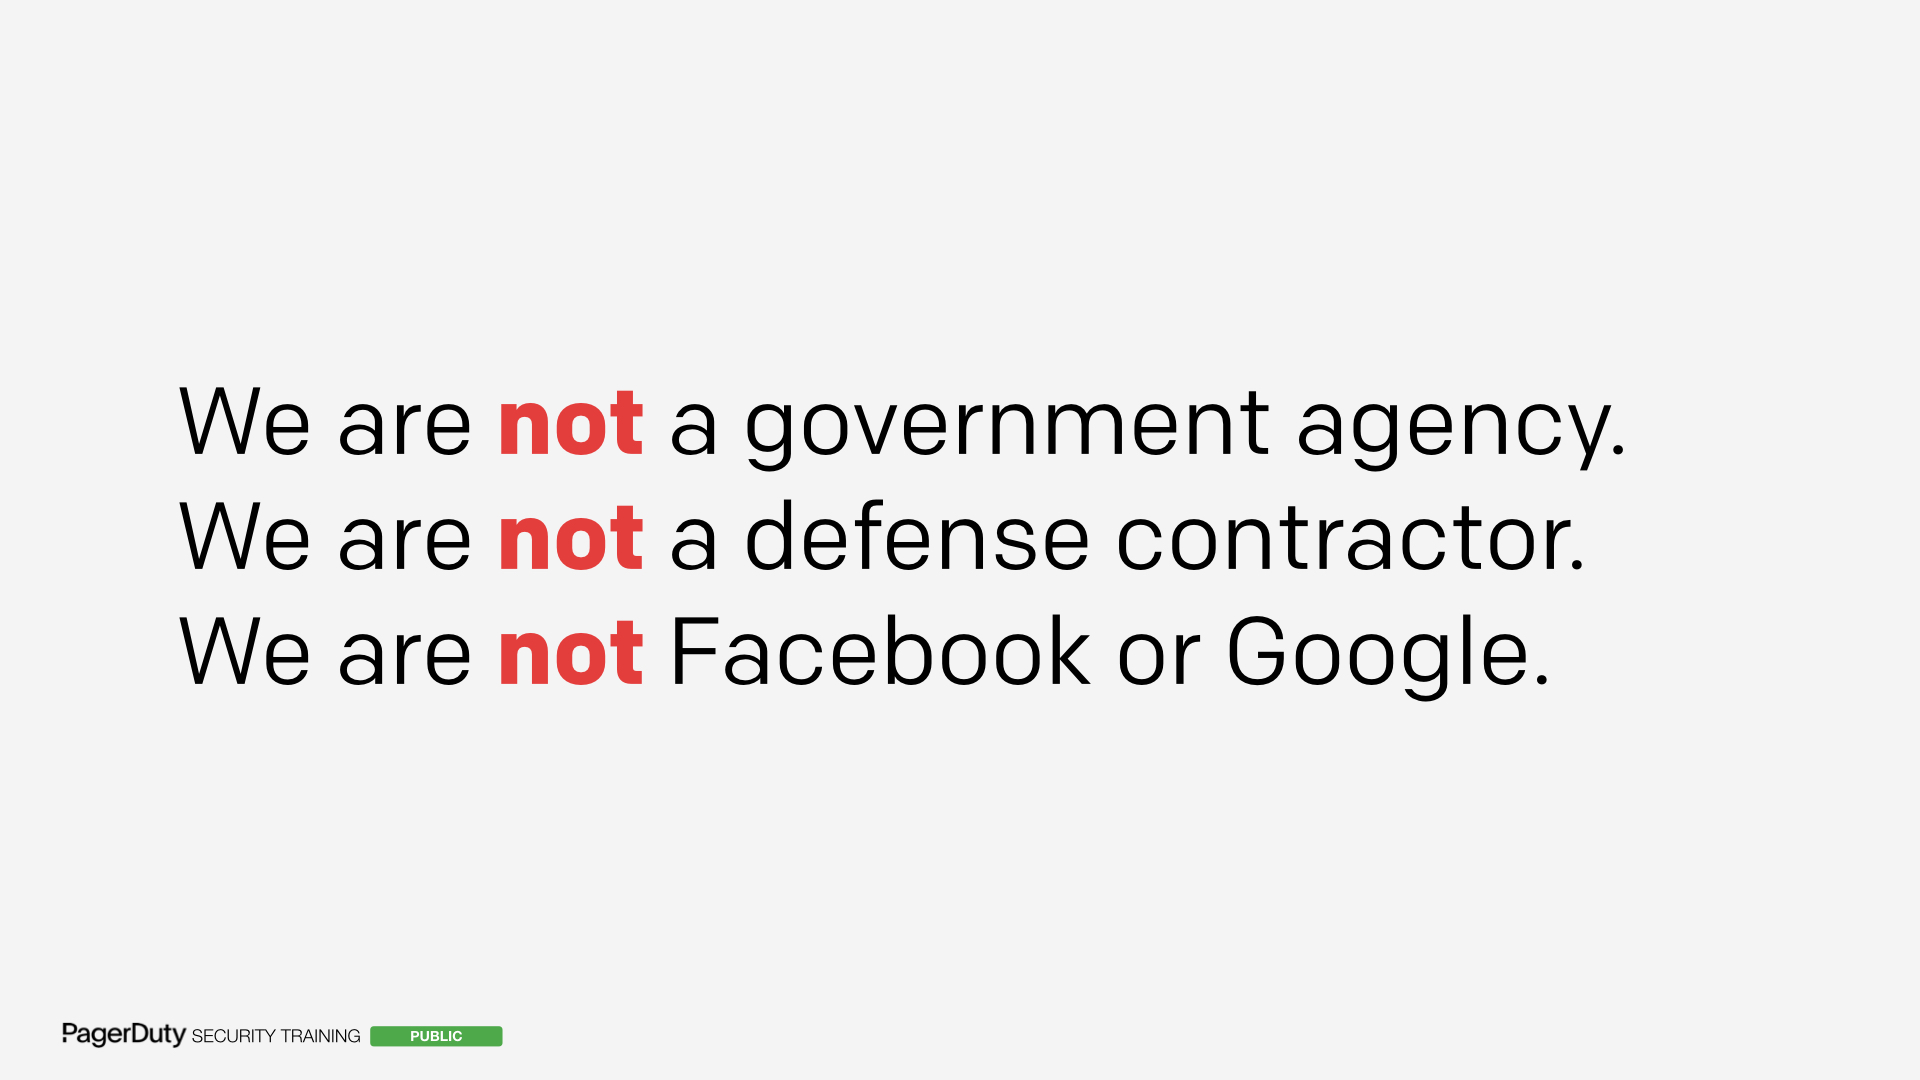 We are not a government agency.
We are not a defense contractor.
We are not Facebook or Google.
PagerDuty SECURITY TRAINING PUBLIC